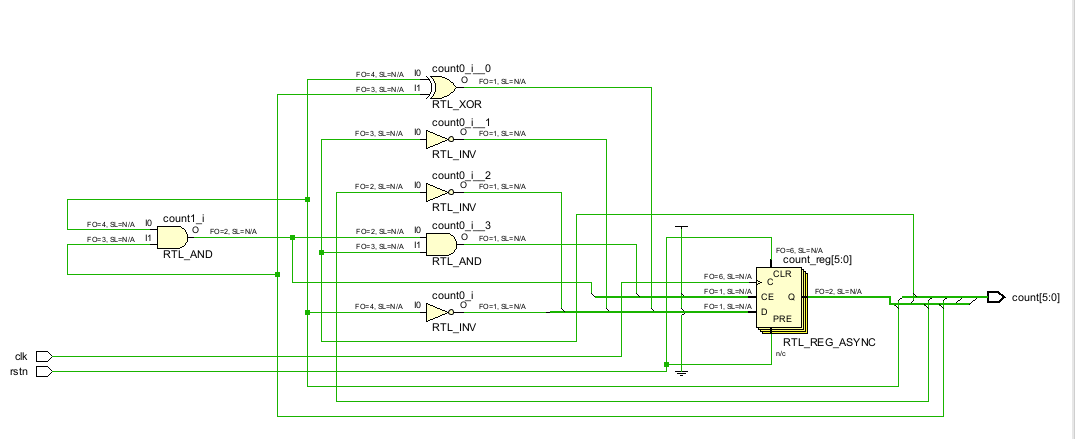 count0_i__0
FO=4, SL=N/A I0 O FO=1, SL=N/A
FO=3, SL=N/A I1
RTL_XOR
count0_i__1
FO=3, SL=N/A I0 O FO=1, SL=N/A
RTL_INV
count0_i__2
FO=2, SL=N/A I0 O FO=1, SL=N/A
RTL_INV
count1_i
FO=4, SL=N/A I0 O FO=2, SL=N/A
FO=3, SL=N/A I1
RTL_AND
count0_i__3
FO=2, SL=N/A I0 O FO=1, SL=N/A
FO=3, SL=N/A I1
RTL_AND
count0_i
FO=4, SL=N/A I0 O FO=1, SL=N/A
RTL_INV
FO=6, SL=N/A
count_reg[5:0]
CLR
FO=6, SL=N/A C
FO=1, SL=N/A CE Q FO=2, SL=N/A
FO=1, SL=N/A D
PRE
RTL_REG_ASYNC
n/c
count[5:0]
clk
rstn